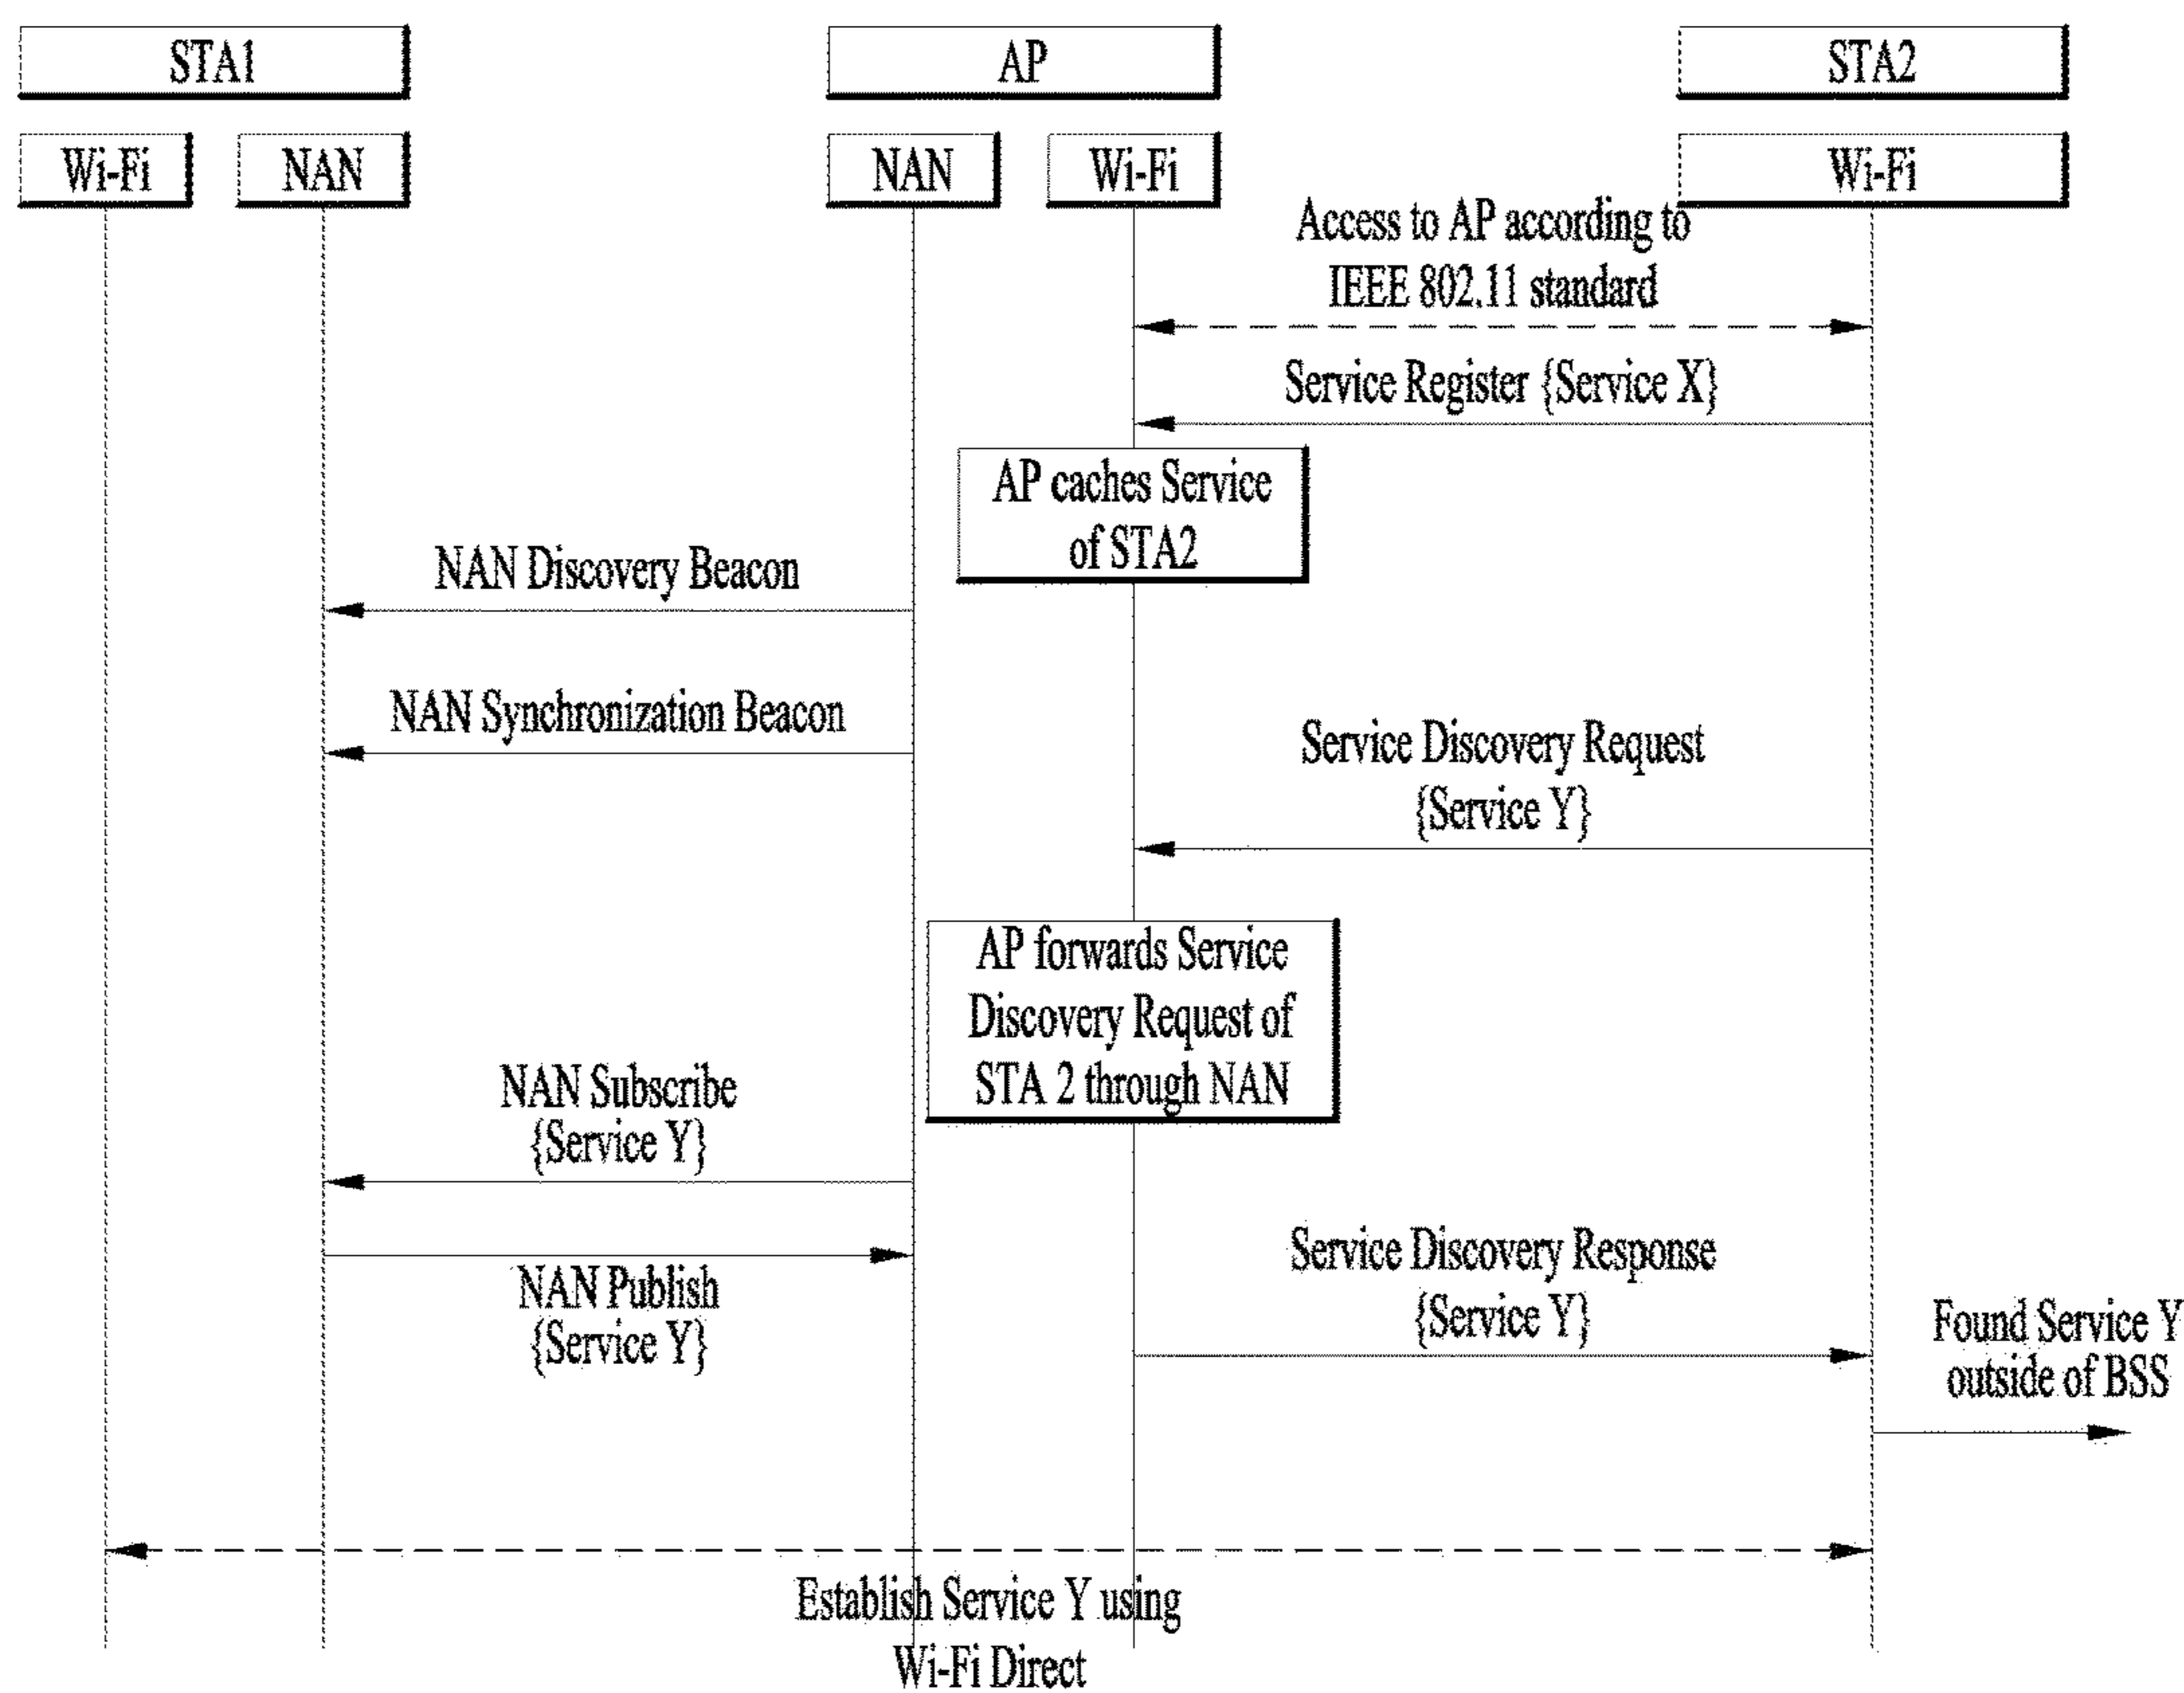 STA1
AP
STA2
Wi-Fi
NAN
NAN
Wi-Fi
Wi-Fi
Access to AP according to
IEEE 802.11 standard
Service Register {Service X}
AP caches Service
of STA2
NAN Discovery Beacon
NAN Synchronization Beacon
Service Discovery Request
{Service Y}
AP forwards Service
Discovery Request of
STA 2 through NAN
NAN Subscribe
{Service Y}
NAN Publish
{Service Y}
Service Discovery Response
{Service Y}
Found Service Y
outside of BSS
Establish Service Y using
Wi-Fi Direct